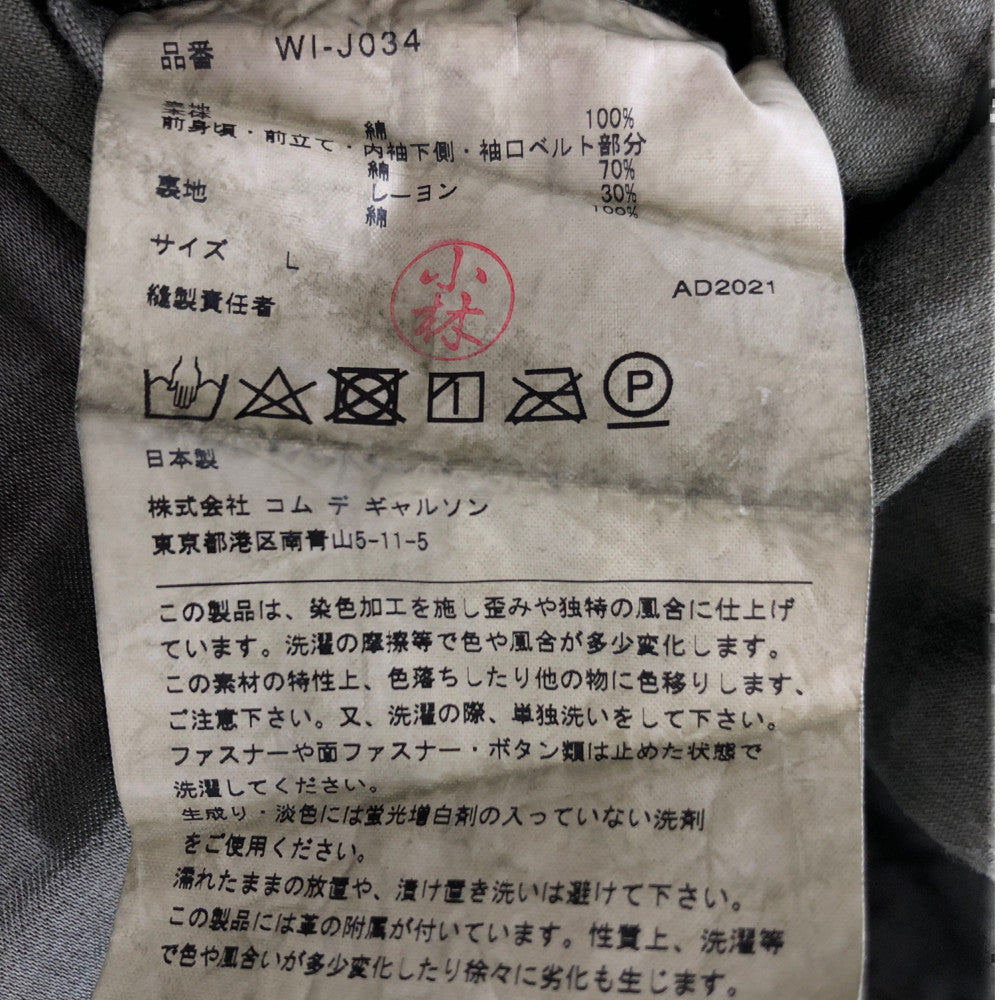 品番 WI-J034
素材 綿 100%
前身頃・前立て・内袖下側・袖口ベルト部分
綿 70%
レーヨン 30%
裏地 綿 100%
サイズ L
AD2021
縫製責任者 小林
P
日本製
株式会社 コム デ ギャルソン
東京都港区南青山5-11-5
この製品は、染色加工を施し歪みや独特の風合に仕上げ
ています。洗濯の摩擦等で色や風合が多少変化します。
この素材の特性上、色落ちしたり他の物に色移りします、
ご注意下さい。又、洗濯の際、単独洗いをして下さい。
ファスナーや面ファスナー・ボタン類は止めた状態で
洗濯してください。
生成り・淡色には蛍光増白剤の入っていない洗剤
をご使用ください。
濡れたままの放置や、漬け置き洗いは避けて下さい。
この製品には革の附属が付いています。性質上、洗濯等
で色や風合いが多少変化したり徐々に劣化も生じます。